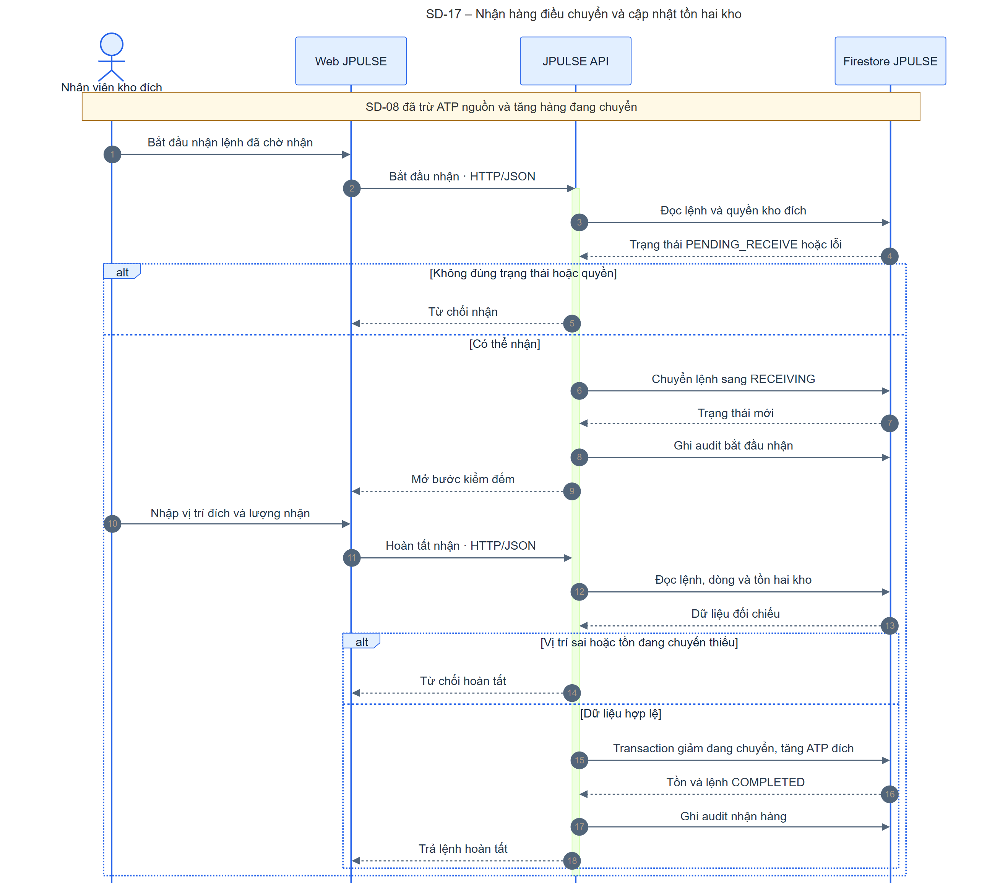 SD-17 – Nhận hàng điều chuyển và cập nhật tồn hai kho
Nhân viên kho đích
Web JPULSE
JPULSE API
Firestore JPULSE
SD-08 đã trừ ATP nguồn và tăng hàng đang chuyển
Bắt đầu nhận lệnh đã chờ nhận
1
Bắt đầu nhận · HTTP/JSON
2
Đọc lệnh và quyền kho đích
3
Trạng thái PENDING_RECEIVE hoặc lỗi
4
alt
[Không đúng trạng thái hoặc quyền]
Từ chối nhận
5
[Có thể nhận]
Chuyển lệnh sang RECEIVING
6
Trạng thái mới
7
Ghi audit bắt đầu nhận
8
Mở bước kiểm đếm
9
Nhập vị trí đích và lượng nhận
10
Hoàn tất nhận · HTTP/JSON
11
Đọc lệnh, dòng và tồn hai kho
12
Dữ liệu đối chiếu
13
alt
[Vị trí sai hoặc tồn đang chuyển thiếu]
Từ chối hoàn tất
14
[Dữ liệu hợp lệ]
Transaction giảm đang chuyển, tăng ATP đích
15
Tồn và lệnh COMPLETED
16
Ghi audit nhận hàng
17
Trả lệnh hoàn tất
18